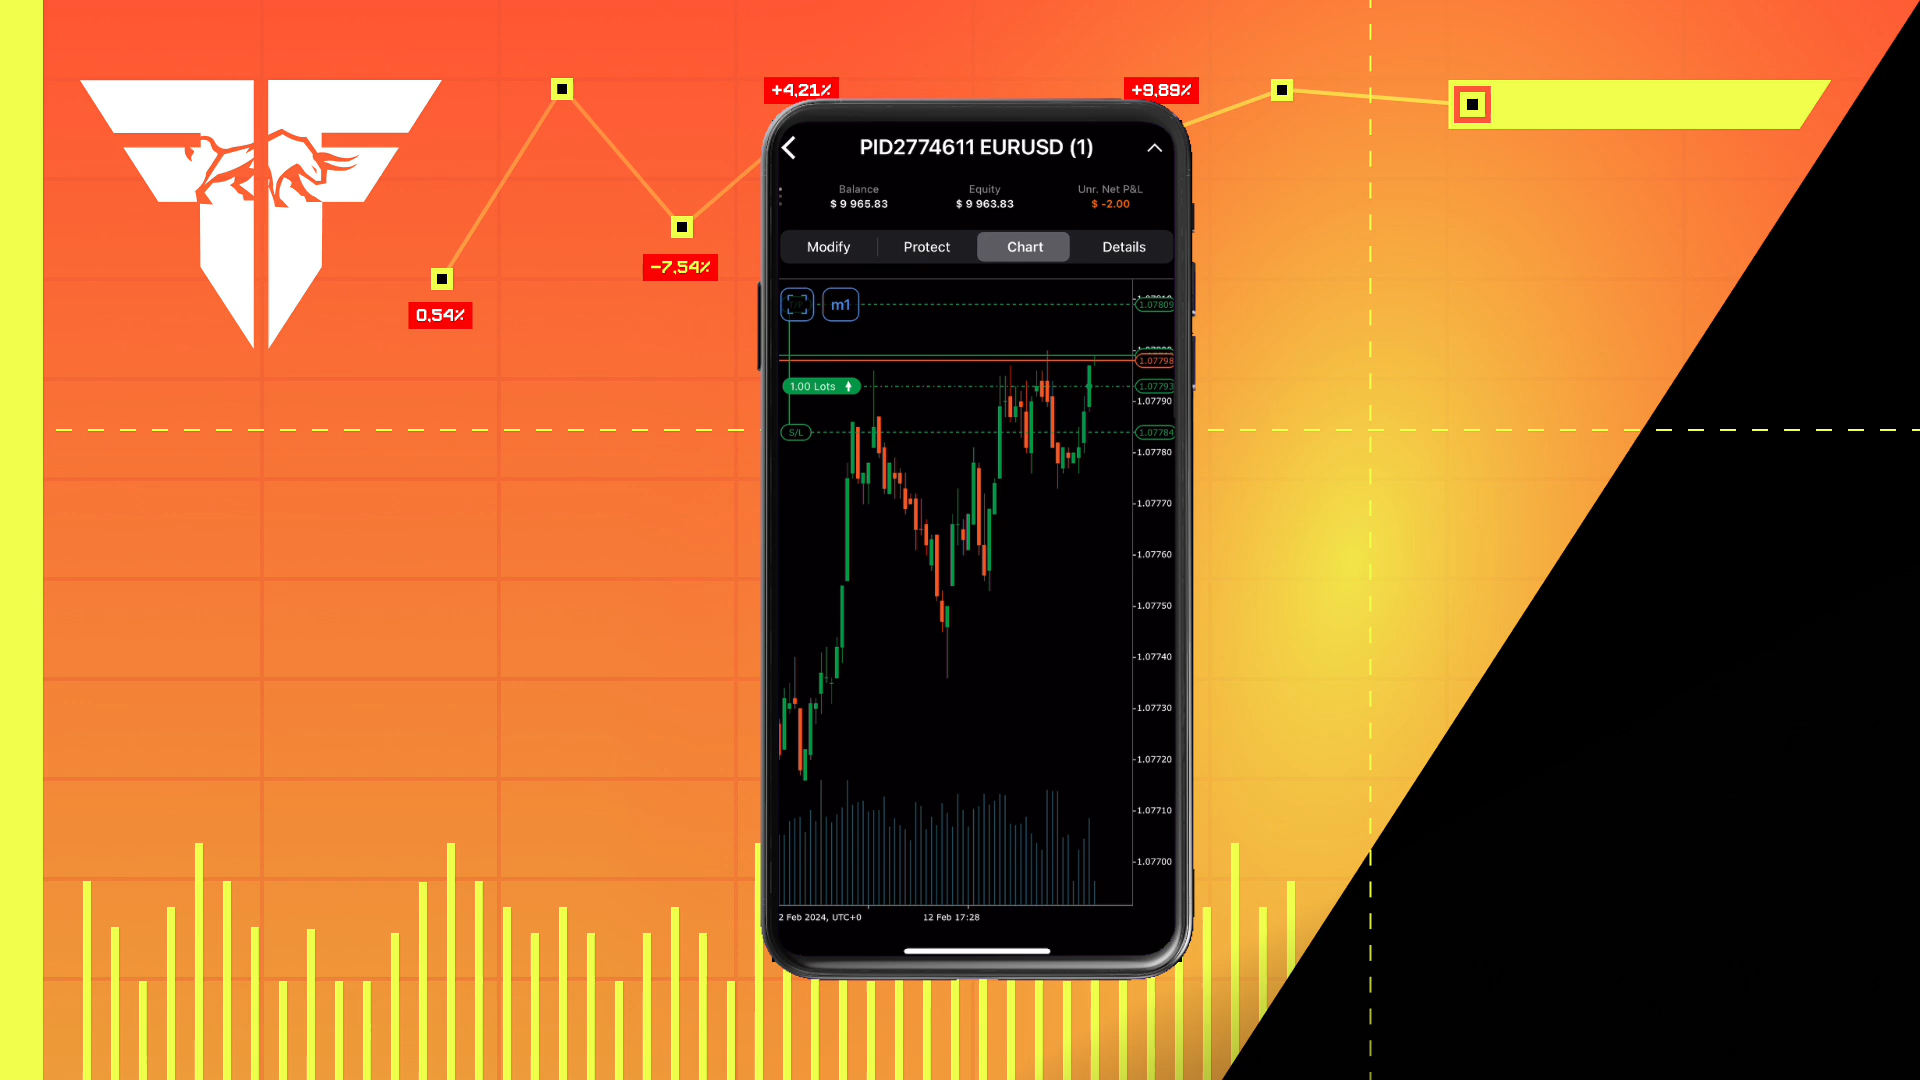 +4,21%
+9,89%
-7,54%
0,54%
PID2774611 EURUSD (1)
Balance
Equity
Unr. Net P&L
$ 9 965.83
$ 9 963.83
$ -2.00
Modify
Protect
Chart
Details
m1
1.07809
1.07798
1.00 Lots
1.07793
1.07790
S/L
1.07784
1.07780
1.07770
1.07760
1.07750
1.07740
1.07730
1.07720
1.07710
1.07700
2 Feb 2024, UTC+0
12 Feb 17:28